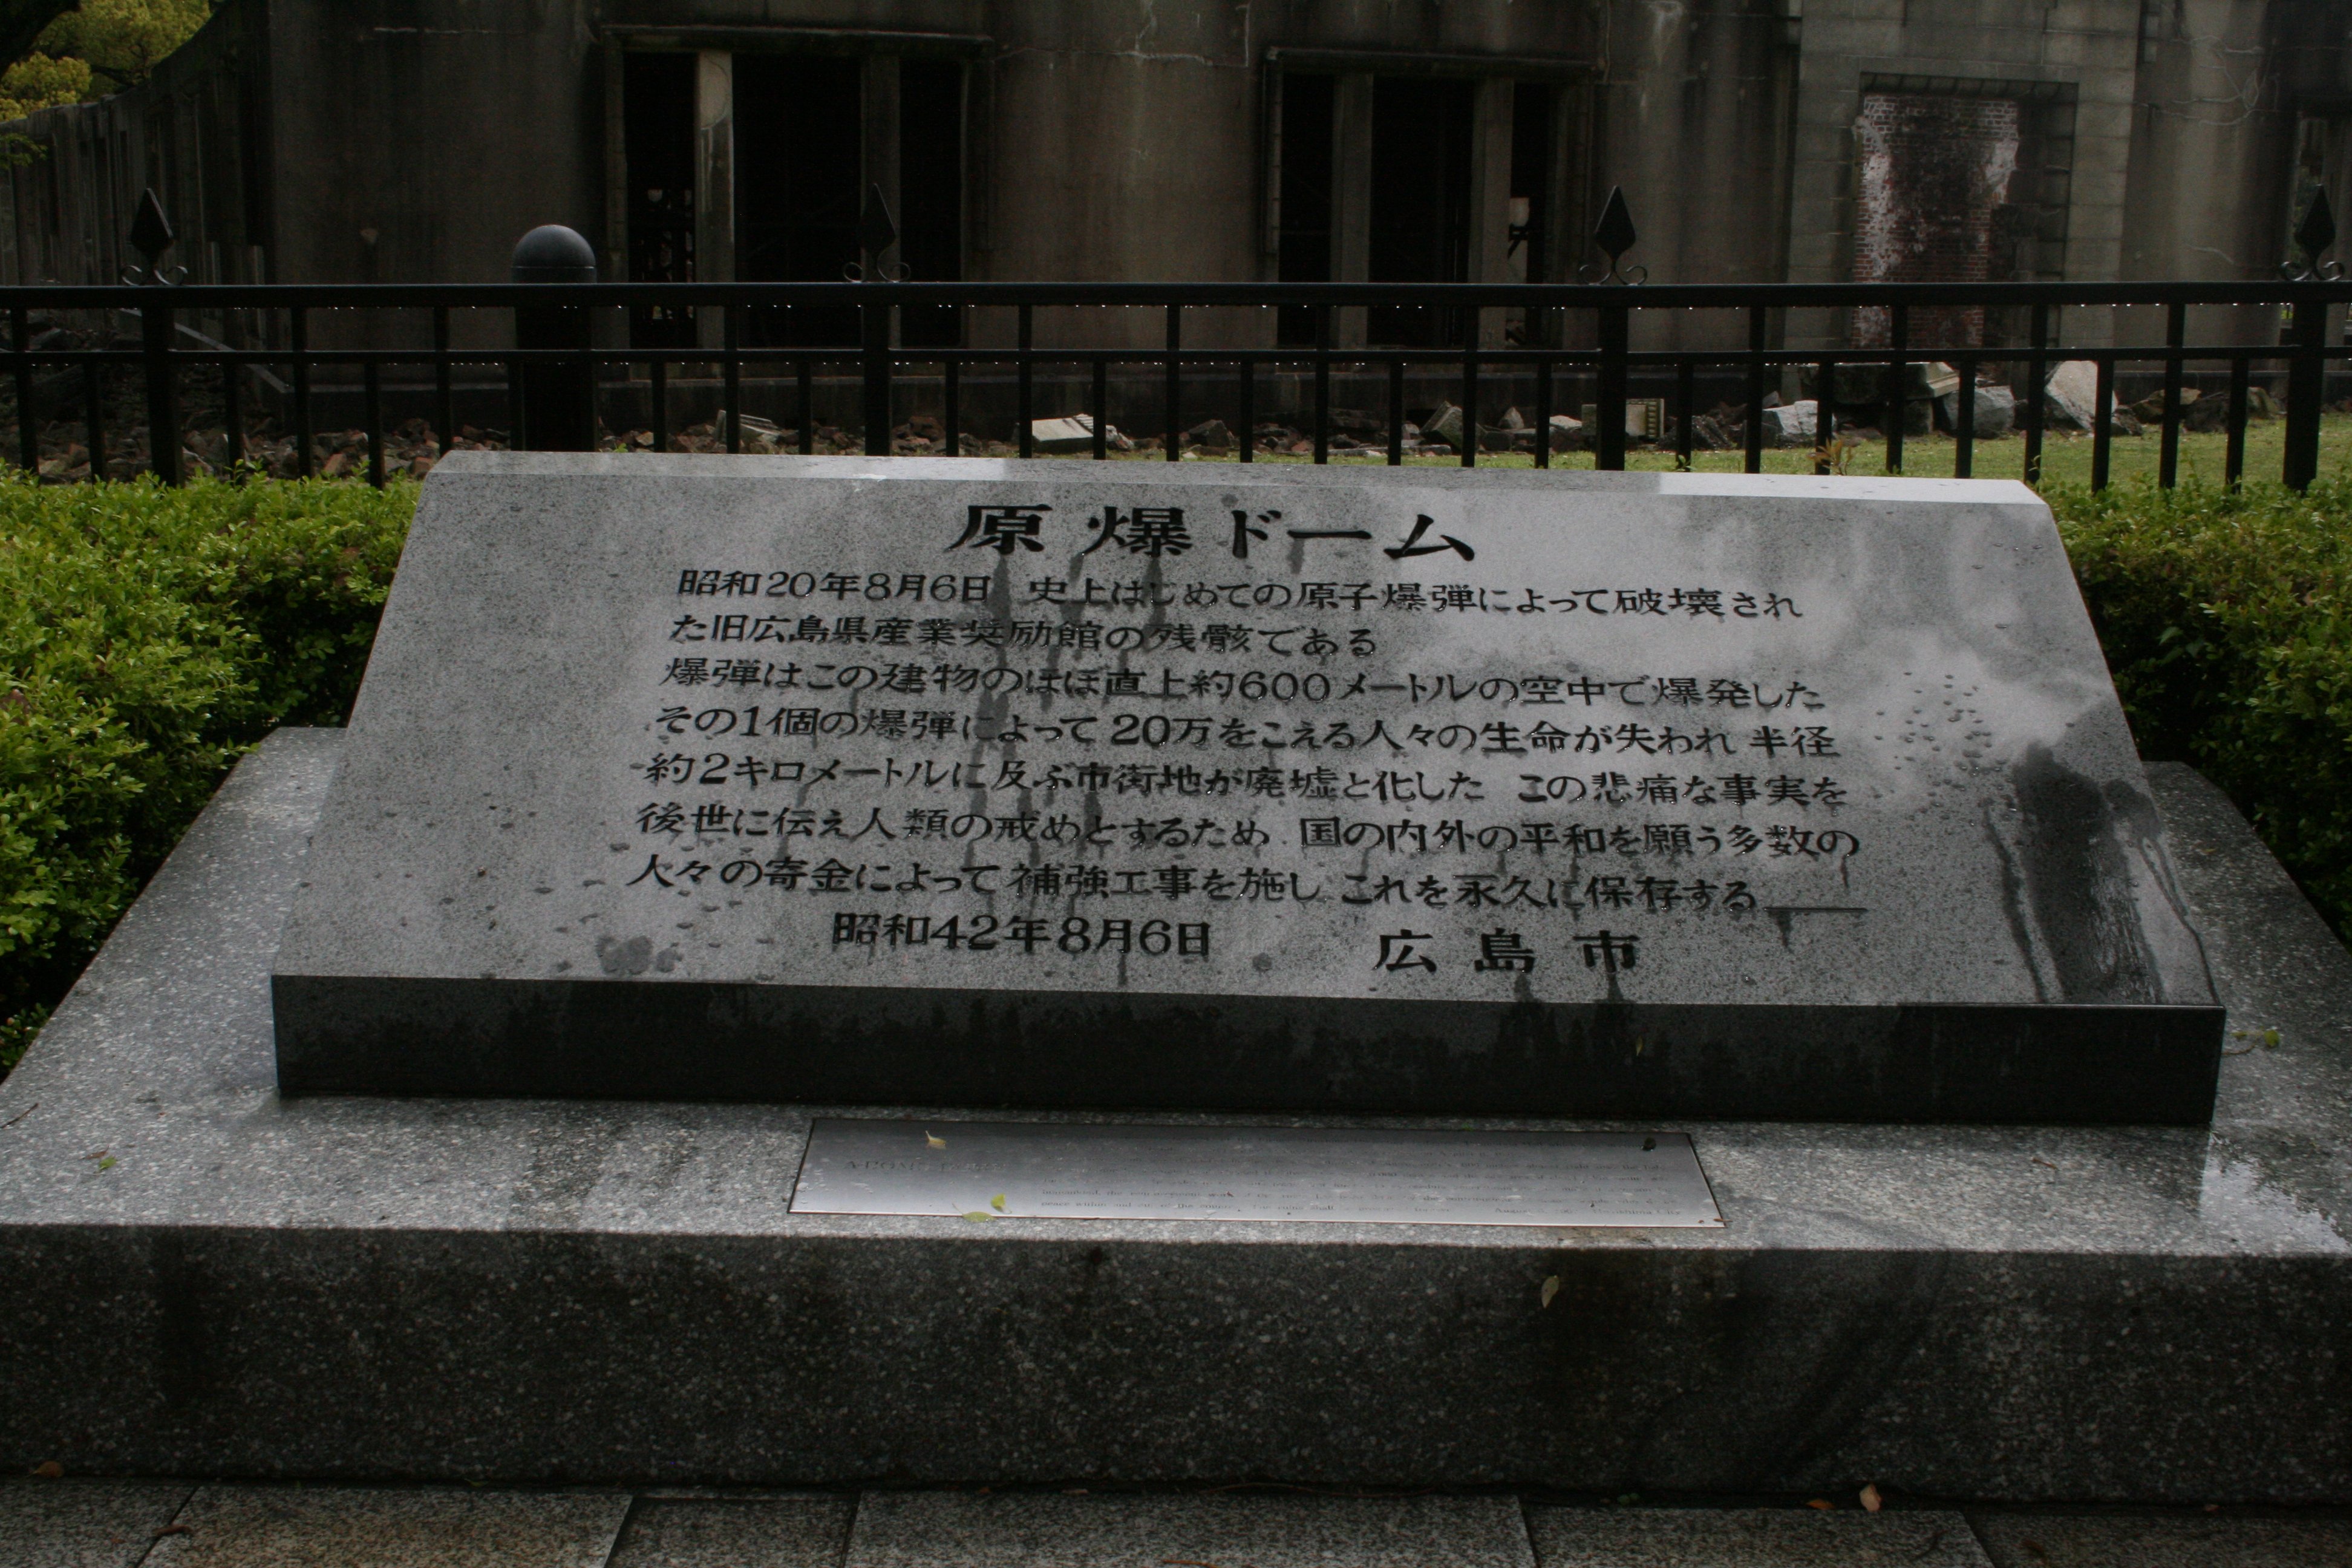 原爆ドーム
昭和20年8月6日 史上はじめての原子爆弾によって破壊され
た旧広島県産業奨励館の残骸である
爆弾はこの建物のほぼ直上約600メートルの空中で爆発した
その1個の爆弾によって20万をこえる人々の生命が失われ 半径
約2キロメートルに及ぶ市街地が廃墟と化した この悲痛な事実を
後世に伝え人類の戒めとするため 国の内外の平和を願う多数の
人々の寄金によって補強工事を施し これを永久に保存する
昭和42年8月6日 広島市